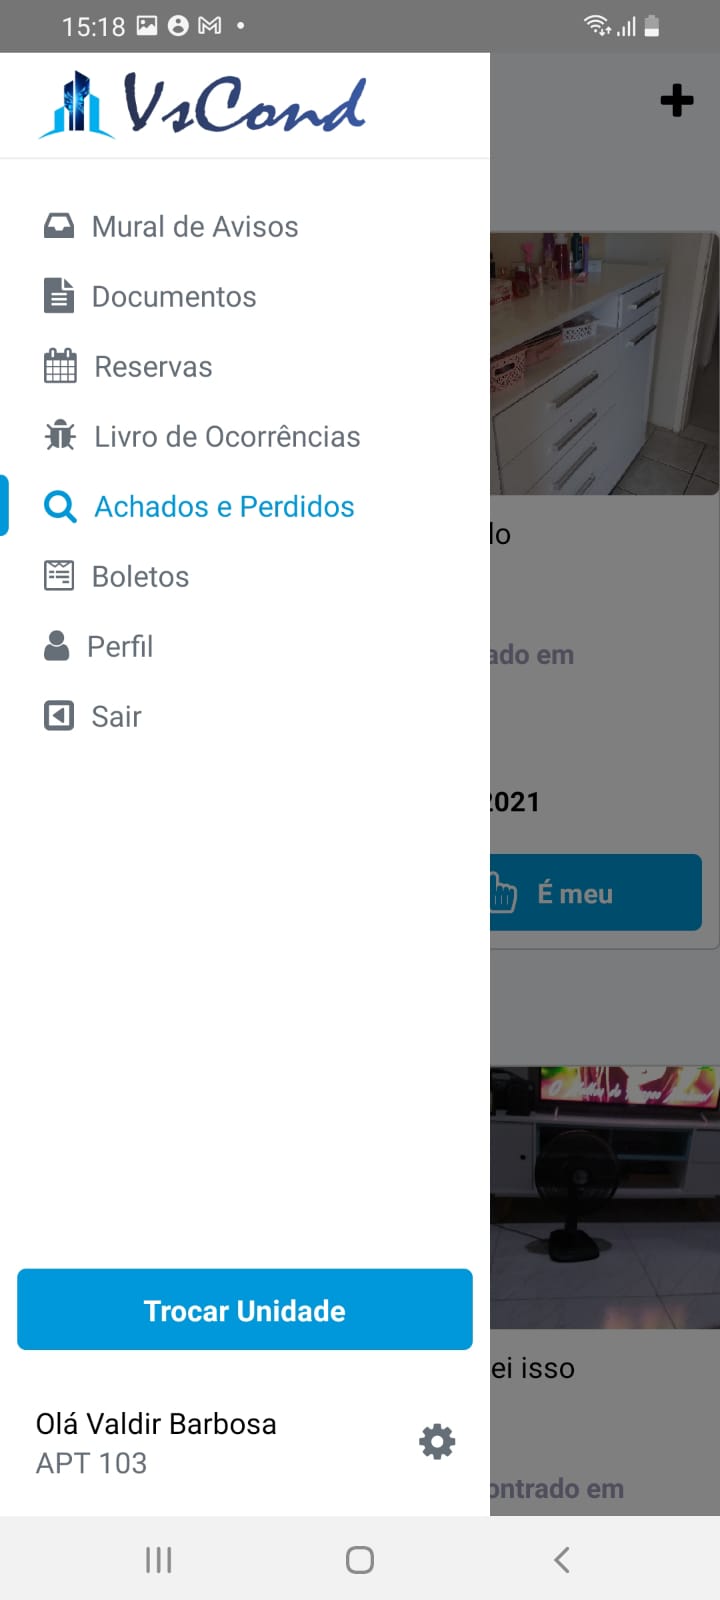 15:18
VsCond
Mural de Avisos
Documentos
Reservas
Livro de Ocorrências
Achados e Perdidos
Boletos
Perfil
Sair
lo
ado em
2021
É meu
ei isso
ontrado em
Trocar Unidade
Olá Valdir Barbosa
APT 103